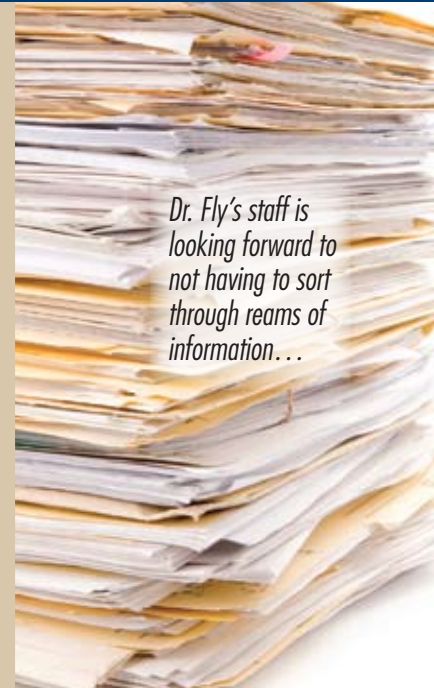 Dr. Fly's staff is
looking forward to
not having to sort
through reams of
information…